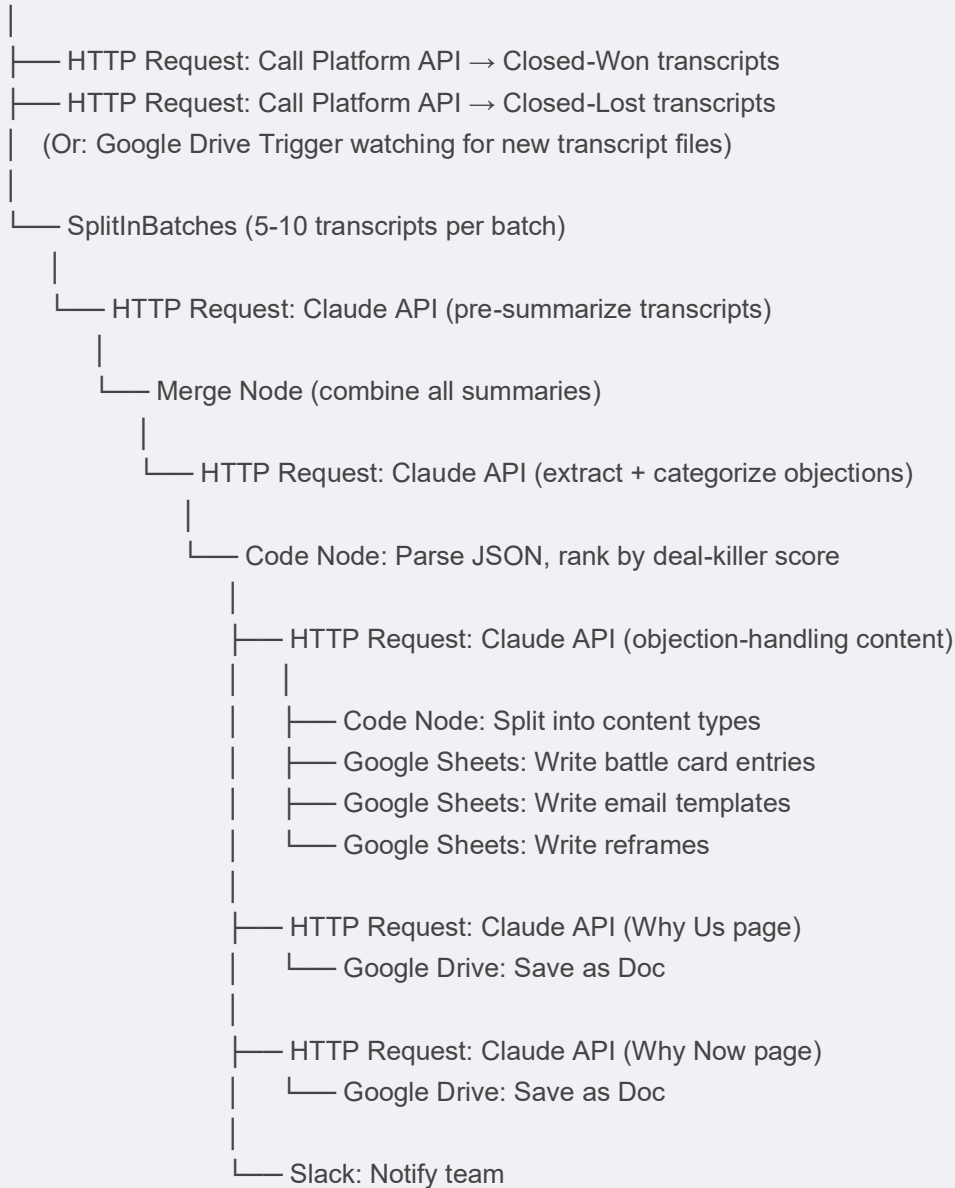 │
├── HTTP Request: Call Platform API → Closed-Won transcripts
├── HTTP Request: Call Platform API → Closed-Lost transcripts
│ (Or: Google Drive Trigger watching for new transcript files)
│
└── SplitInBatches (5-10 transcripts per batch)
│
└── HTTP Request: Claude API (pre-summarize transcripts)
│
└── Merge Node (combine all summaries)
│
└── HTTP Request: Claude API (extract + categorize objections)
│
└── Code Node: Parse JSON, rank by deal-killer score
│
├── HTTP Request: Claude API (objection-handling content)
│ │
│ ├── Code Node: Split into content types
│ ├── Google Sheets: Write battle card entries
│ ├── Google Sheets: Write email templates
│ └── Google Sheets: Write reframes
│
├── HTTP Request: Claude API (Why Us page)
│ └── Google Drive: Save as Doc
│
├── HTTP Request: Claude API (Why Now page)
│ └── Google Drive: Save as Doc
│
└── Slack: Notify team